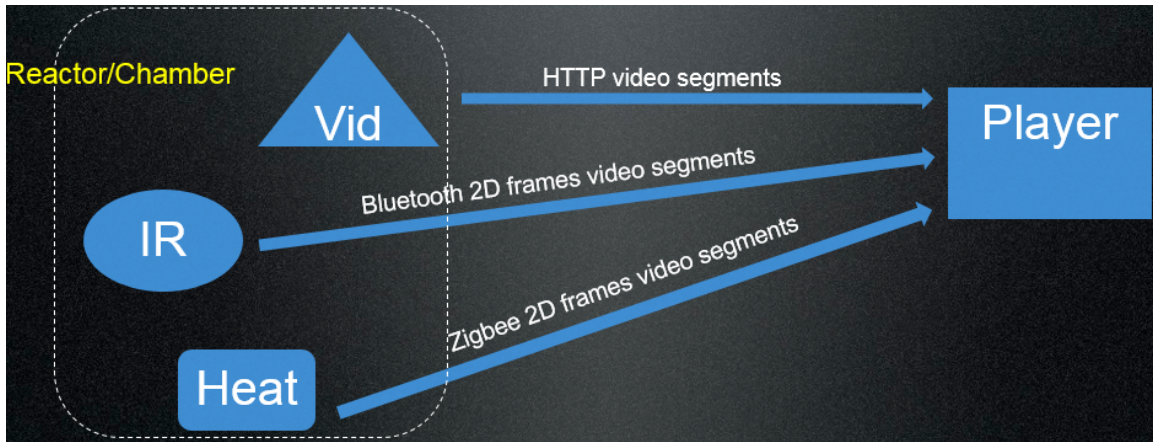 Reactor/Chamber
Vid
HTTP video segments
Player
Bluetooth 2D frames video segments
IR
Zigbee 2D frames video segments
Heat